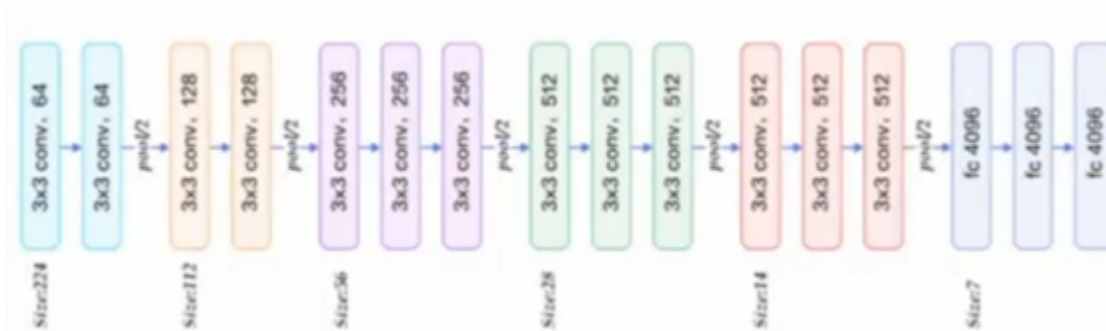 3x3 conv, 64
3x3 conv, 64
pool/2
3x3 conv, 128
3x3 conv, 128
pool/2
3x3 conv, 256
3x3 conv, 256
3x3 conv, 256
pool/2
3x3 conv, 512
3x3 conv, 512
3x3 conv, 512
pool/2
3x3 conv, 512
3x3 conv, 512
3x3 conv, 512
pool/2
fc 4096
fc 4096
fc 4096
Size:224
Size:112
Size:56
Size:28
Size:14
Size:7